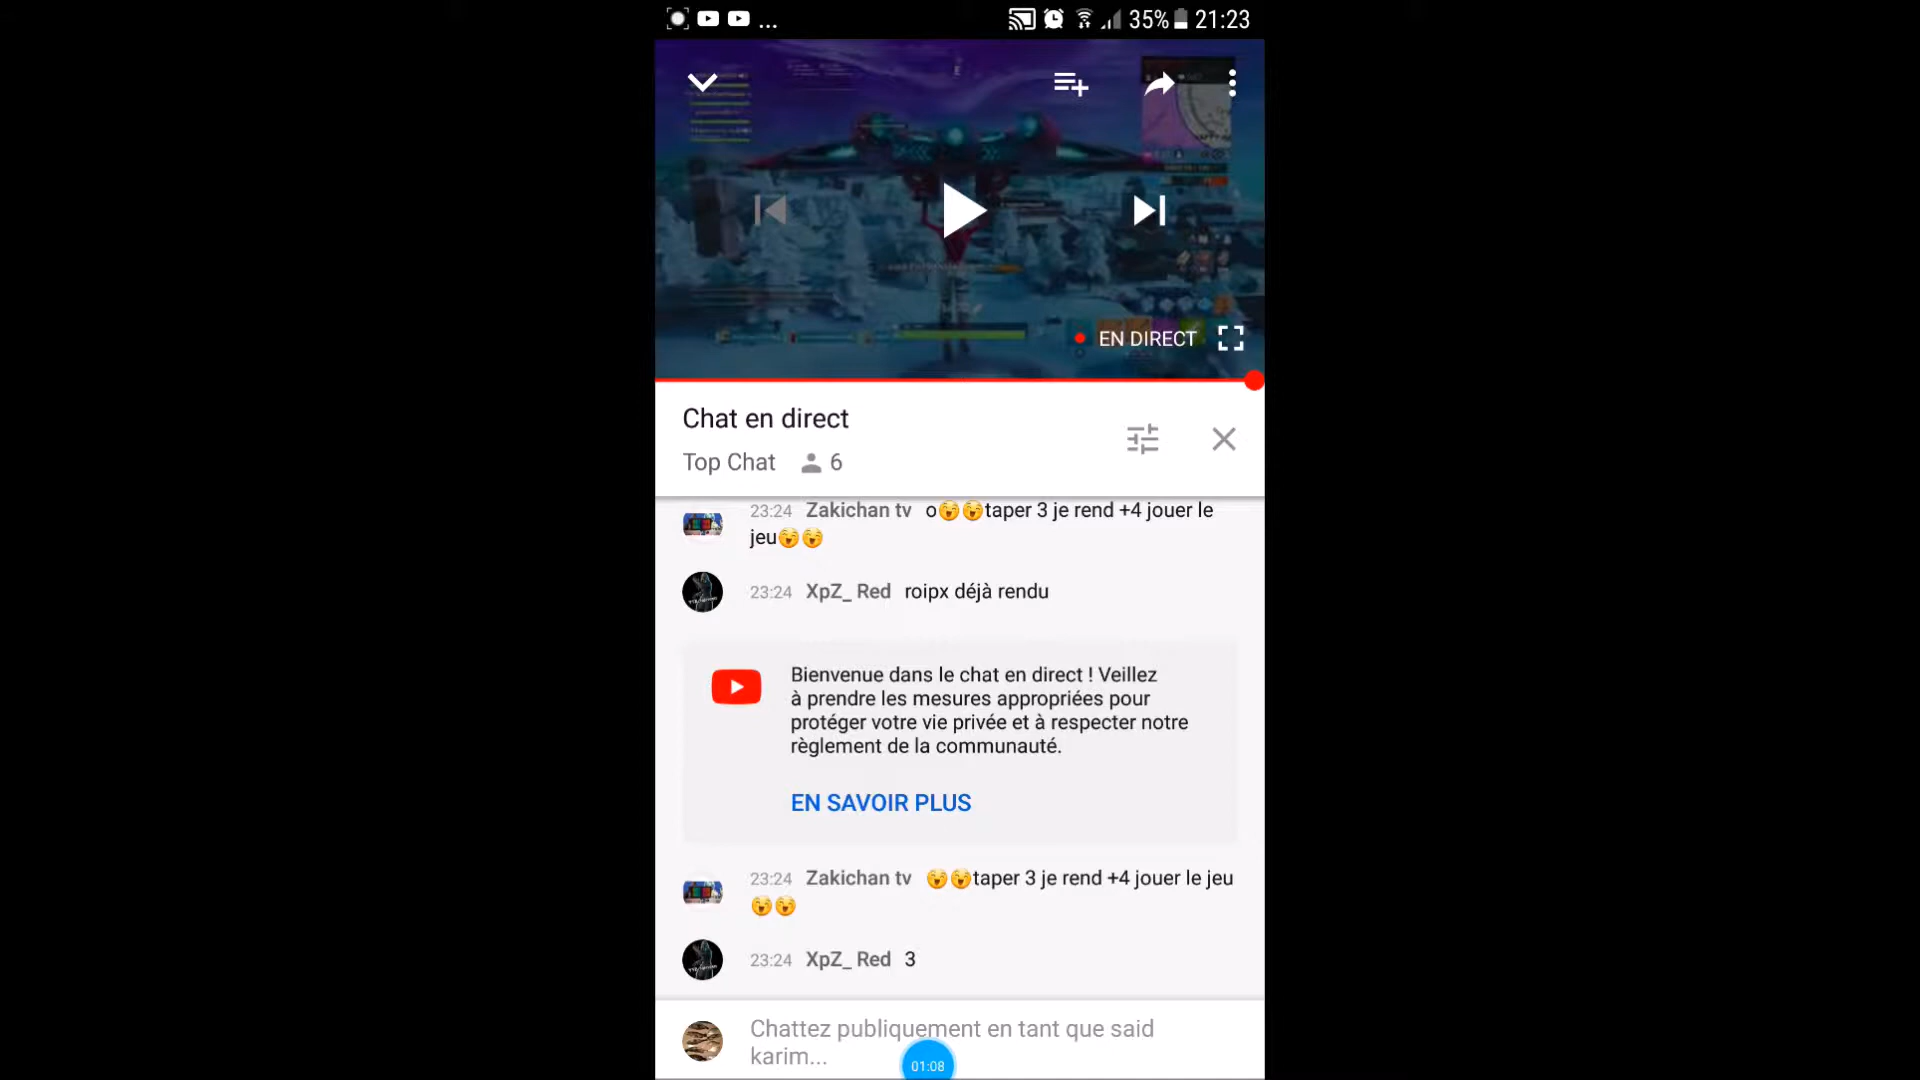 ... 35% 21:23
EN DIRECT
Chat en direct
Top Chat 6
23:24 Zakichan tv o😚😚taper 3 je rend +4 jouer le
jeu😚😚
23:24 XpZ_ Red roipx déjà rendu
Bienvenue dans le chat en direct ! Veillez
à prendre les mesures appropriées pour
protéger votre vie privée et à respecter notre
règlement de la communauté.
EN SAVOIR PLUS
23:24 Zakichan tv 😚😚taper 3 je rend +4 jouer le jeu
😚😚
23:24 XpZ_ Red 3
Chattez publiquement en tant que said
karim...
01:08